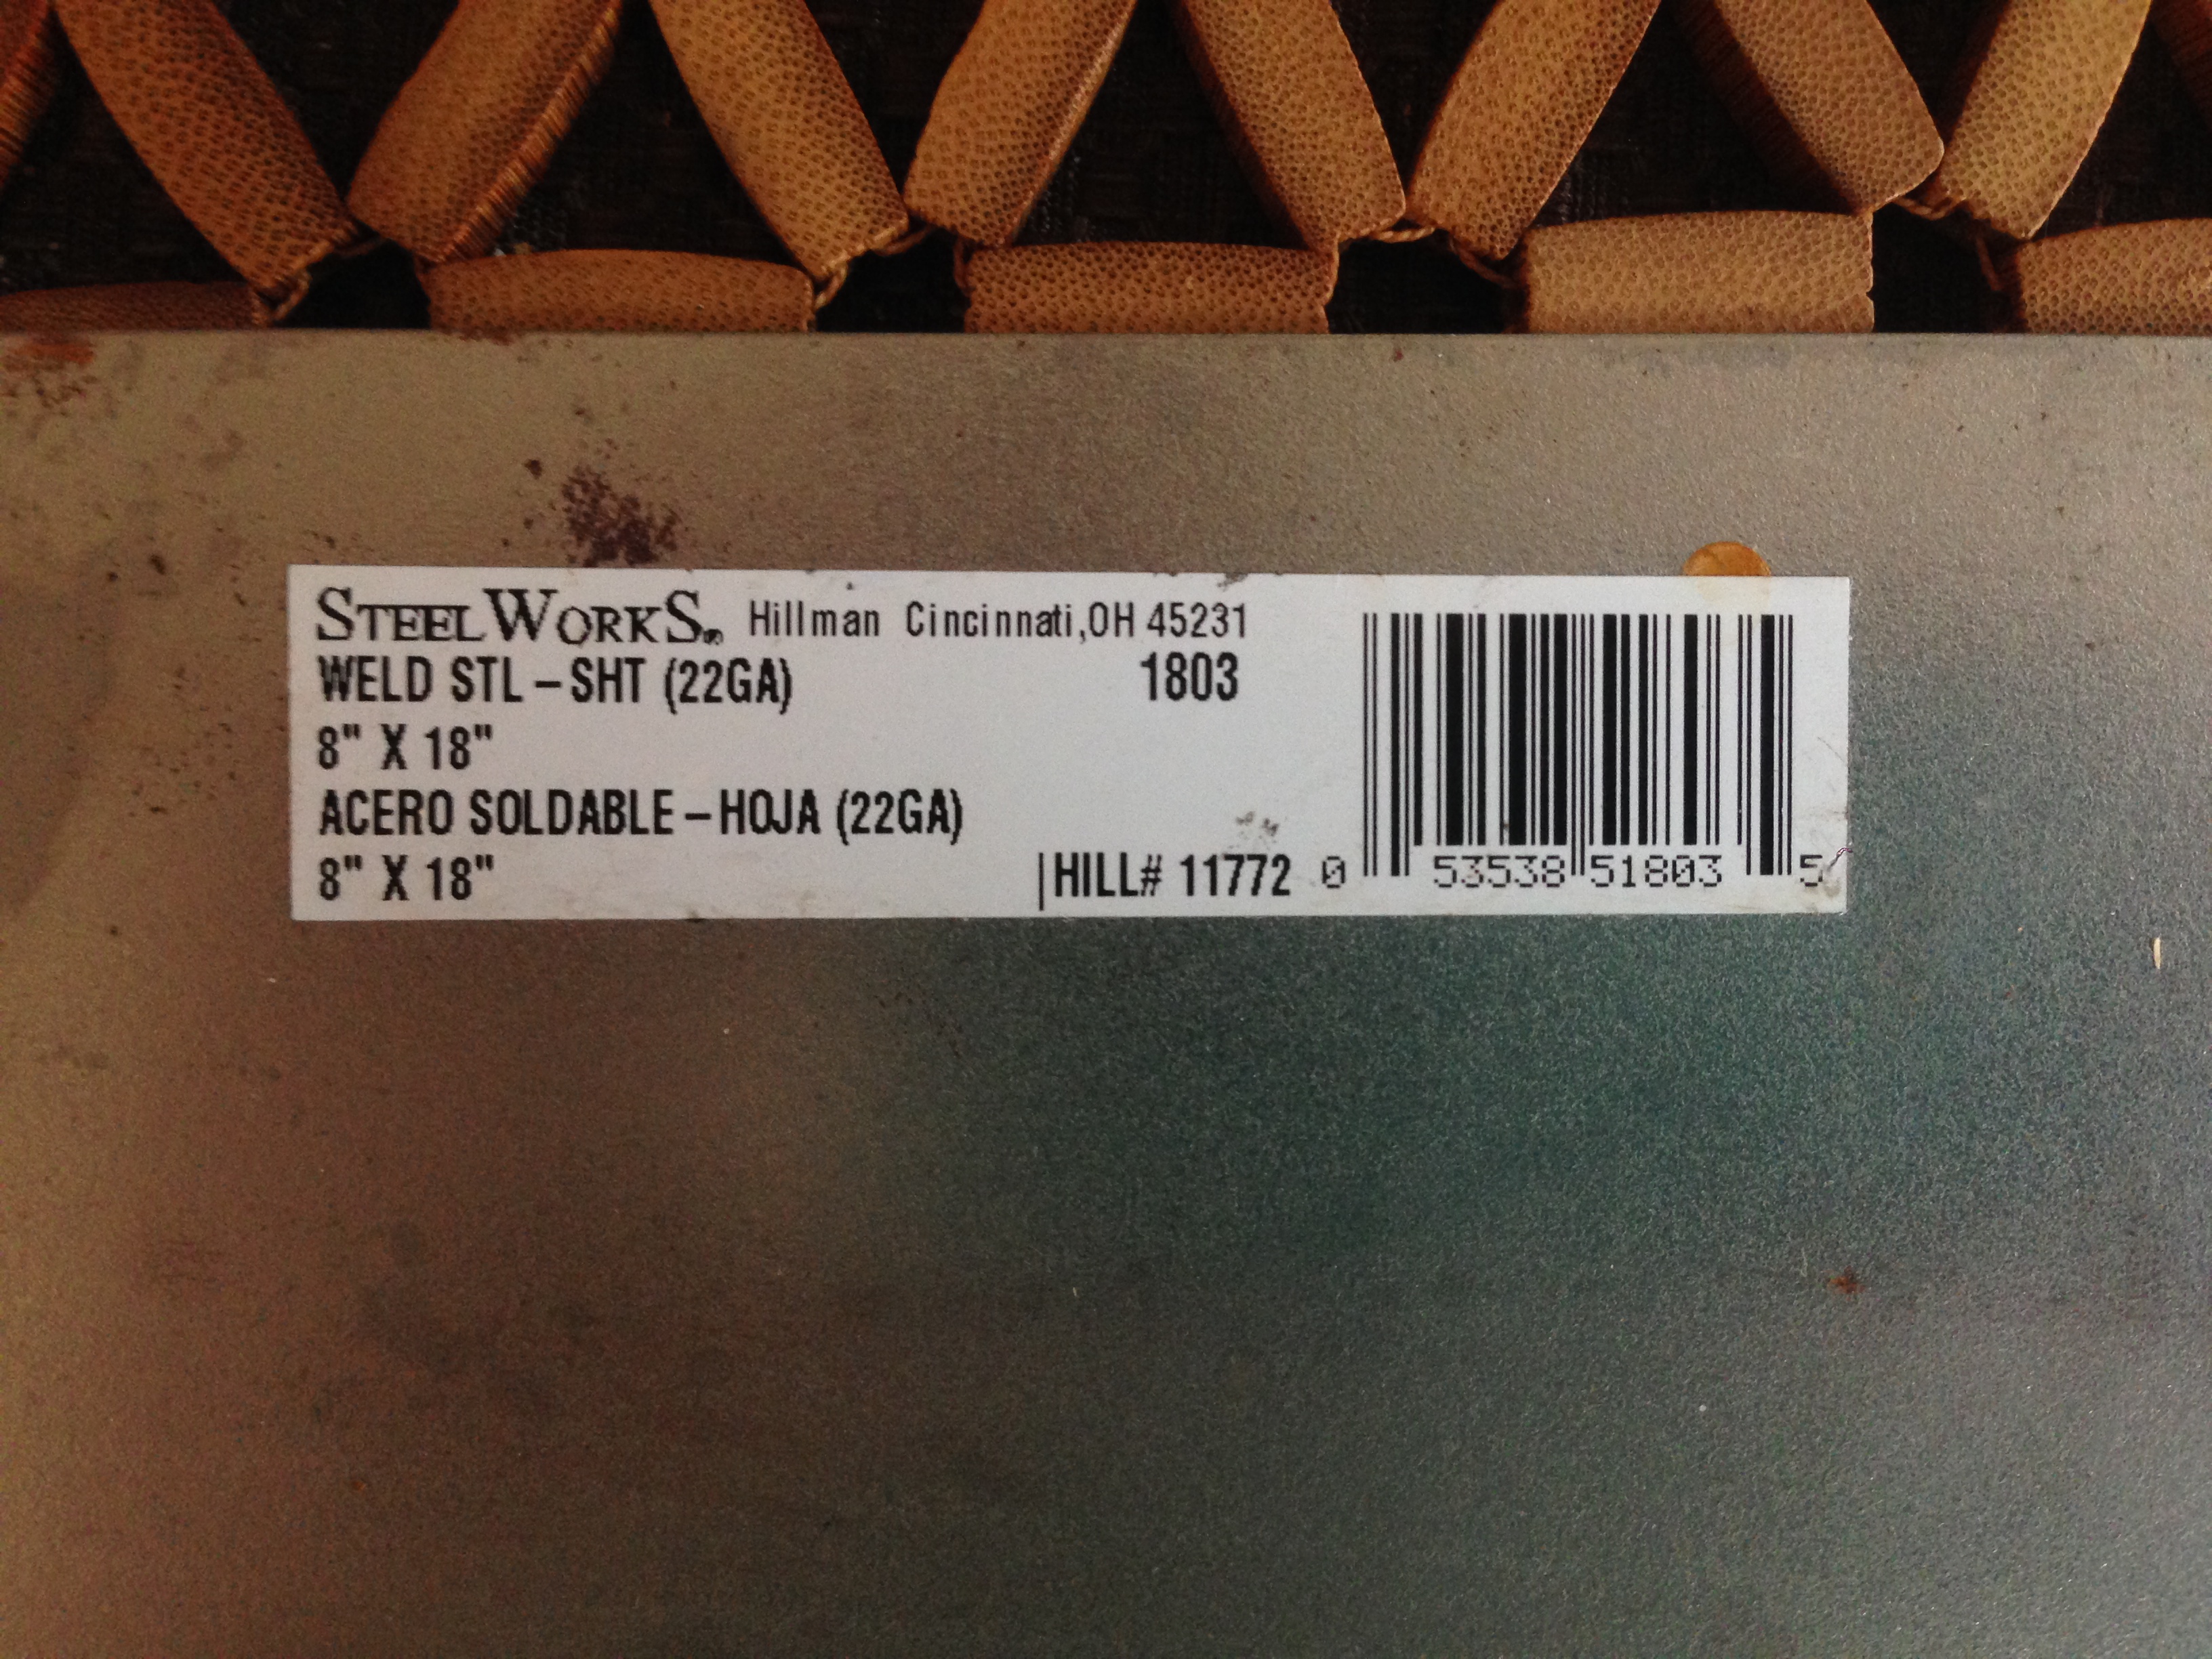 STEELWORKS® Hillman Cincinnati,OH 45231
WELD STL-SHT (22GA) 1803
8" X 18"
ACERO SOLDABLE-HOJA (22GA)
8" X 18"
|HILL# 11772
0 53538 51803 5